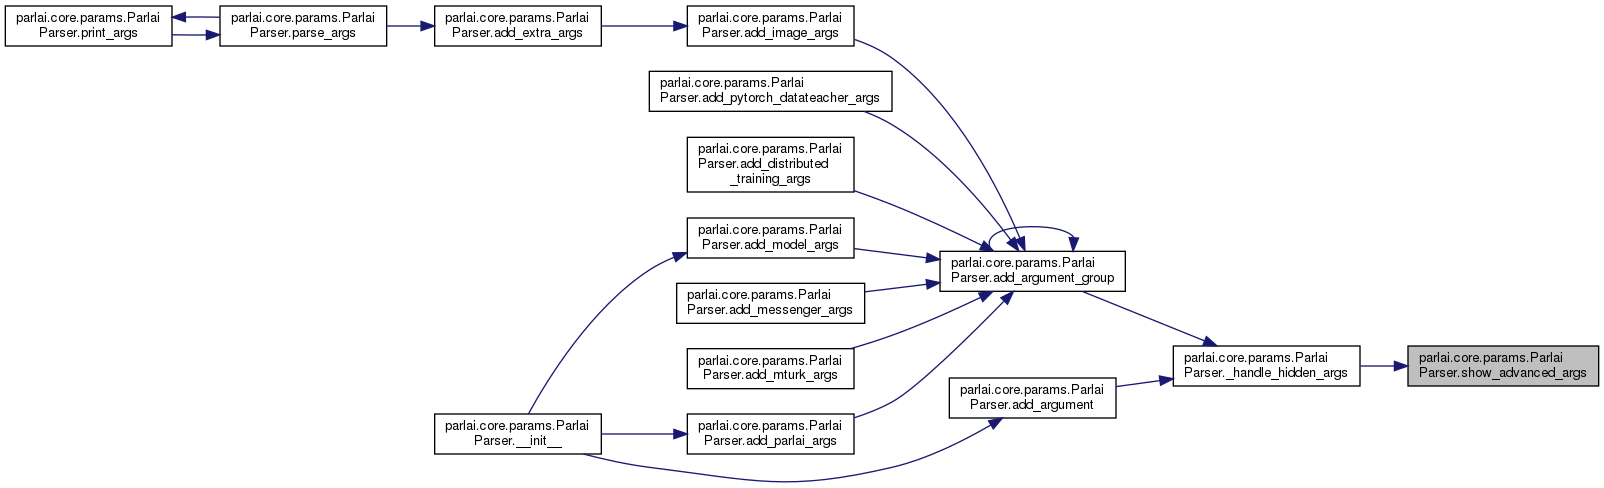 parlai.core.params.Parlai
Parser.print_args
parlai.core.params.Parlai
Parser.parse_args
parlai.core.params.Parlai
Parser.add_extra_args
parlai.core.params.Parlai
Parser.add_image_args
parlai.core.params.Parlai
Parser.add_pytorch_datateacher_args
parlai.core.params.Parlai
Parser.add_distributed
_training_args
parlai.core.params.Parlai
Parser.add_model_args
parlai.core.params.Parlai
Parser.add_argument_group
parlai.core.params.Parlai
Parser.add_messenger_args
parlai.core.params.Parlai
Parser.add_mturk_args
parlai.core.params.Parlai
Parser._handle_hidden_args
parlai.core.params.Parlai
Parser.show_advanced_args
parlai.core.params.Parlai
Parser.add_argument
parlai.core.params.Parlai
Parser.__init__
parlai.core.params.Parlai
Parser.add_parlai_args